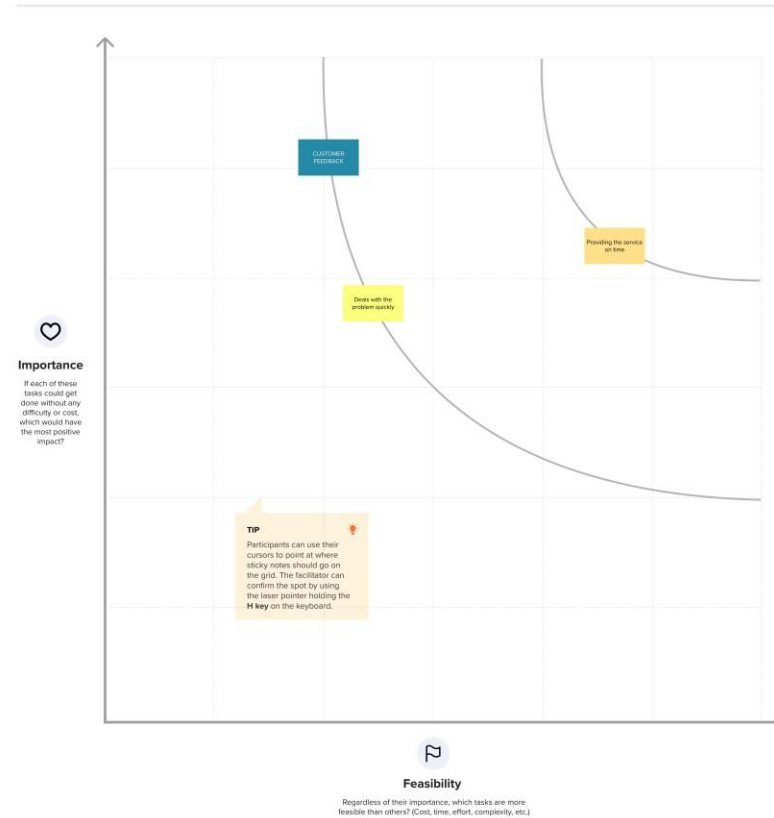 CUSTOMER
FEEDBACK
Providing the service
on time
Deals with the
problem quickly
Importance
If each of these
tasks could get
done without any
difficulty or cost,
which would have
the most positive
impact?
TIP
Participants can use their
cursors to point at where
sticky notes should go on
the grid. The facilitator can
confirm the spot by using
the laser pointer holding the
H key on the keyboard.
Feasibility
Regardless of their importance, which tasks are more
feasible than others? (Cost, time, effort, complexity, etc.)